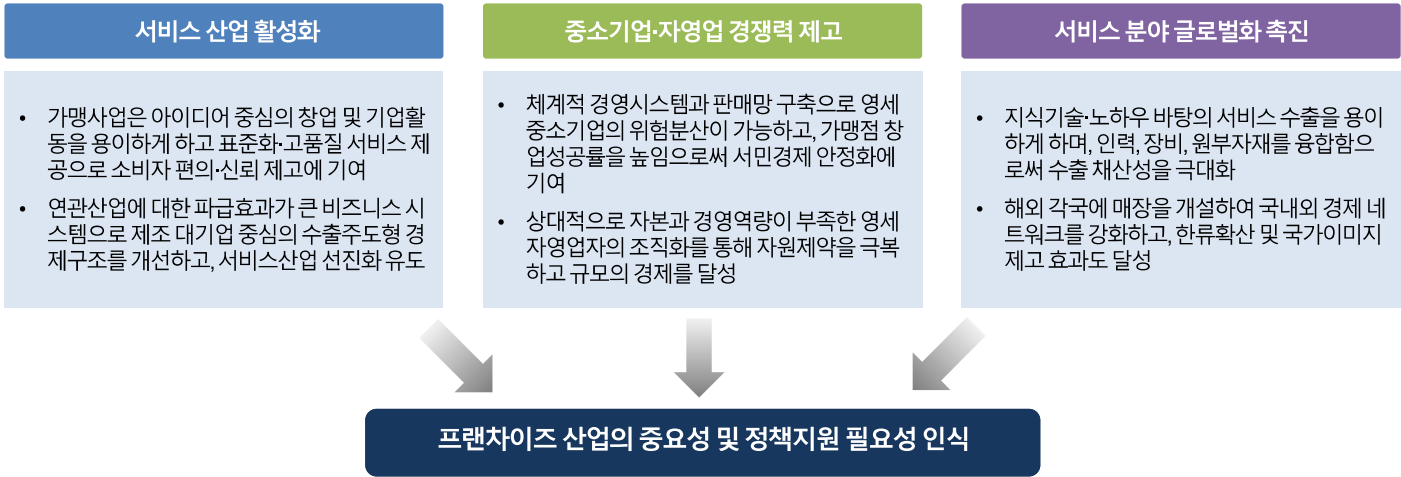 서비스 산업 활성화
• 가맹사업은 아이디어 중심의 창업 및 기업활
동을 용이하게 하고 표준화·고품질 서비스 제
공으로 소비자 편의·신뢰 제고에 기여
• 연관산업에 대한 파급효과가 큰 비즈니스 시
스템으로 제조 대기업 중심의 수출주도형 경
제구조를 개선하고, 서비스산업 선진화 유도
중소기업·자영업 경쟁력 제고
• 체계적 경영시스템과 판매망 구축으로 영세
중소기업의 위험분산이 가능하고, 가맹점 창
업성공률을 높임으로써 서민경제 안정화에
기여
• 상대적으로 자본과 경영역량이 부족한 영세
자영업자의 조직화를 통해 자원제약을 극복
하고 규모의 경제를 달성
서비스 분야 글로벌화 촉진
• 지식기술·노하우 바탕의 서비스 수출을 용이
하게 하며, 인력, 장비, 원부자재를 융합함으
로써 수출 채산성을 극대화
• 해외 각국에 매장을 개설하여 국내외 경제 네
트워크를 강화하고, 한류확산 및 국가이미지
제고 효과도 달성
프랜차이즈 산업의 중요성 및 정책지원 필요성 인식